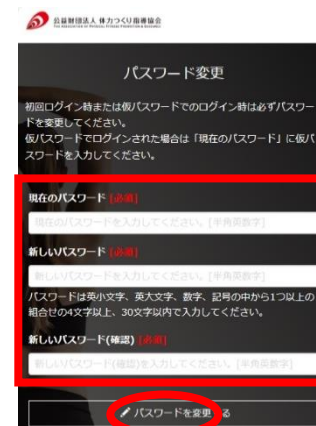 公益財団法人 体力つくり指導協会
パスワード変更
初回ログイン時または仮パスワードでのログイン時は必ずパスワー
ドを変更してください。
仮パスワードでログインされた場合は「現在のパスワード」に仮パ
スワードを入力してください。
現在のパスワード [必須]
現在のパスワードを入力してください。[半角英数字]
新しいパスワード [必須]
新しいパスワードを入力してください。[半角英数字]
パスワードは英小文字、英大文字、数字、記号の中から1つ以上の
組合せの4文字以上、30文字以内で入力してください。
新しいパスワード(確認) [必須]
新しいパスワード(確認)を入力してください。[半角英数字]
パスワードを変更する